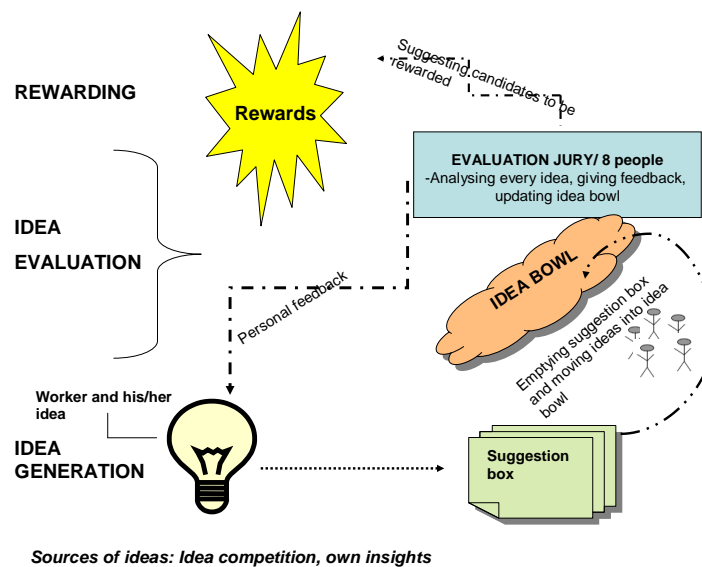 Suggesting candidates to be
rewarded
REWARDING
Rewards
EVALUATION JURY/ 8 people
-Analysing every idea, giving feedback,
updating idea bowl
IDEA
EVALUATION
IDEA BOWL
Personal feedback
Emptying suggestion box
and moving ideas into idea
bowl
Worker and his/her
idea
IDEA
GENERATION
Suggestion
box
Sources of ideas: Idea competition, own insights